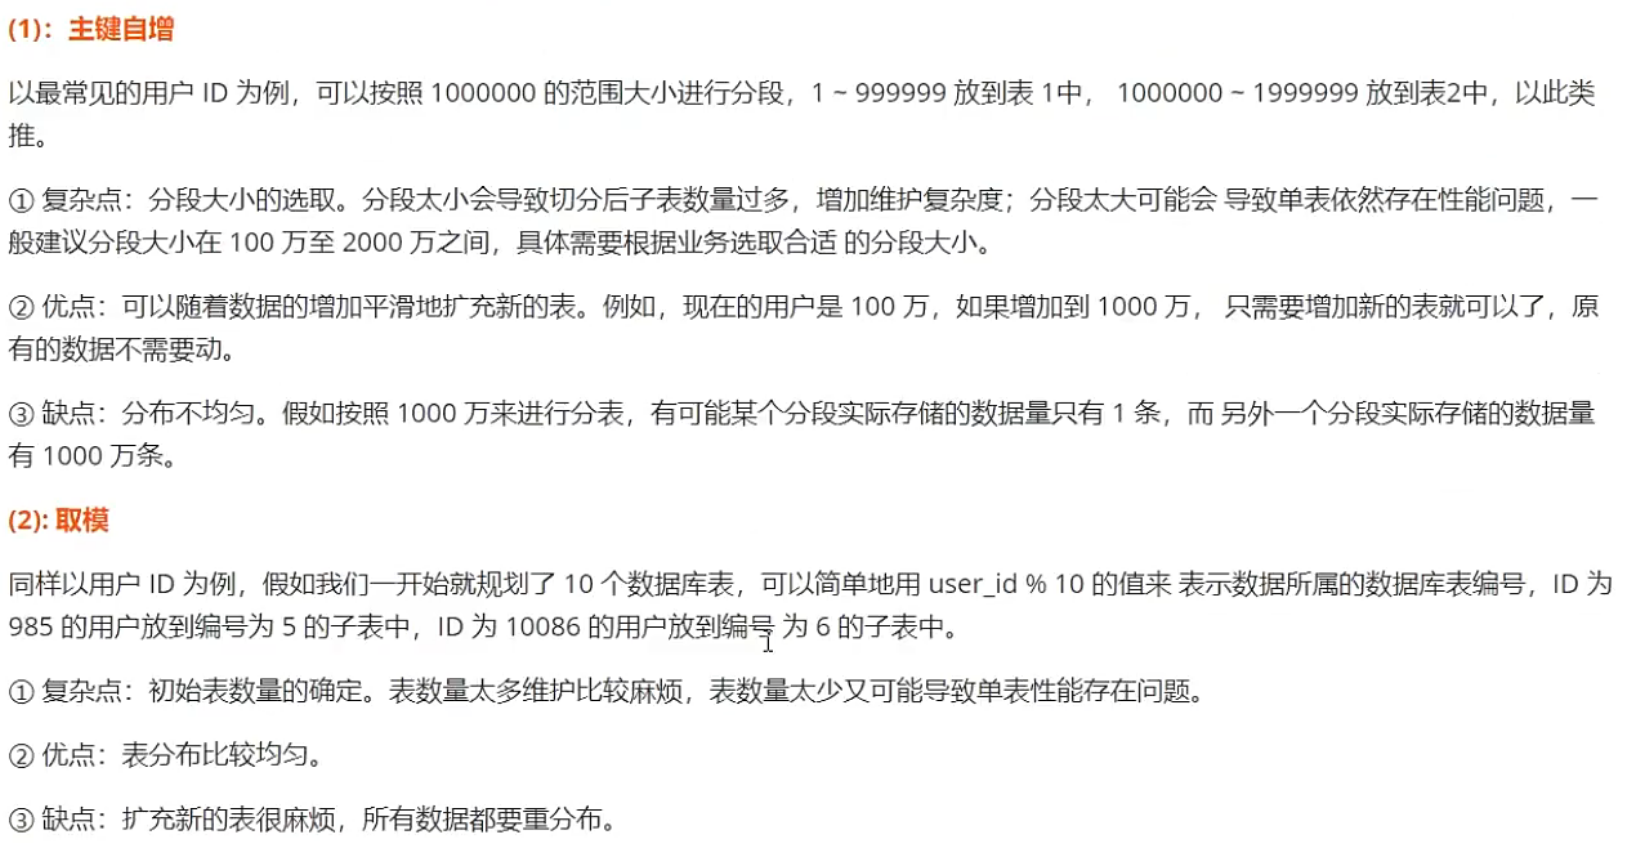 (1)：主键自增
以最常见的用户 ID 为例，可以按照 1000000 的范围大小进行分段，1 ~ 999999 放到表 1中， 1000000 ~ 1999999 放到表2中，以此类
推。
① 复杂点：分段大小的选取。分段太小会导致切分后子表数量过多，增加维护复杂度；分段太大可能会 导致单表依然存在性能问题，一
般建议分段大小在 100 万至 2000 万之间，具体需要根据业务选取合适 的分段大小。
② 优点：可以随着数据的增加平滑地扩充新的表。例如，现在的用户是 100 万，如果增加到 1000 万， 只需要增加新的表就可以了，原
有的数据不需要动。
③ 缺点：分布不均匀。假如按照 1000 万来进行分表，有可能某个分段实际存储的数据量只有 1 条，而 另外一个分段实际存储的数据量
有 1000 万条。
(2): 取模
同样以用户 ID 为例，假如我们一开始就规划了 10 个数据库表，可以简单地用 user_id % 10 的值来 表示数据所属的数据库表编号，ID 为
985 的用户放到编号为 5 的子表中，ID 为 10086 的用户放到编号 为 6 的子表中。
① 复杂点：初始表数量的确定。表数量太多维护比较麻烦，表数量太少又可能导致单表性能存在问题。
② 优点：表分布比较均匀。
③ 缺点：扩充新的表很麻烦，所有数据都要重分布。